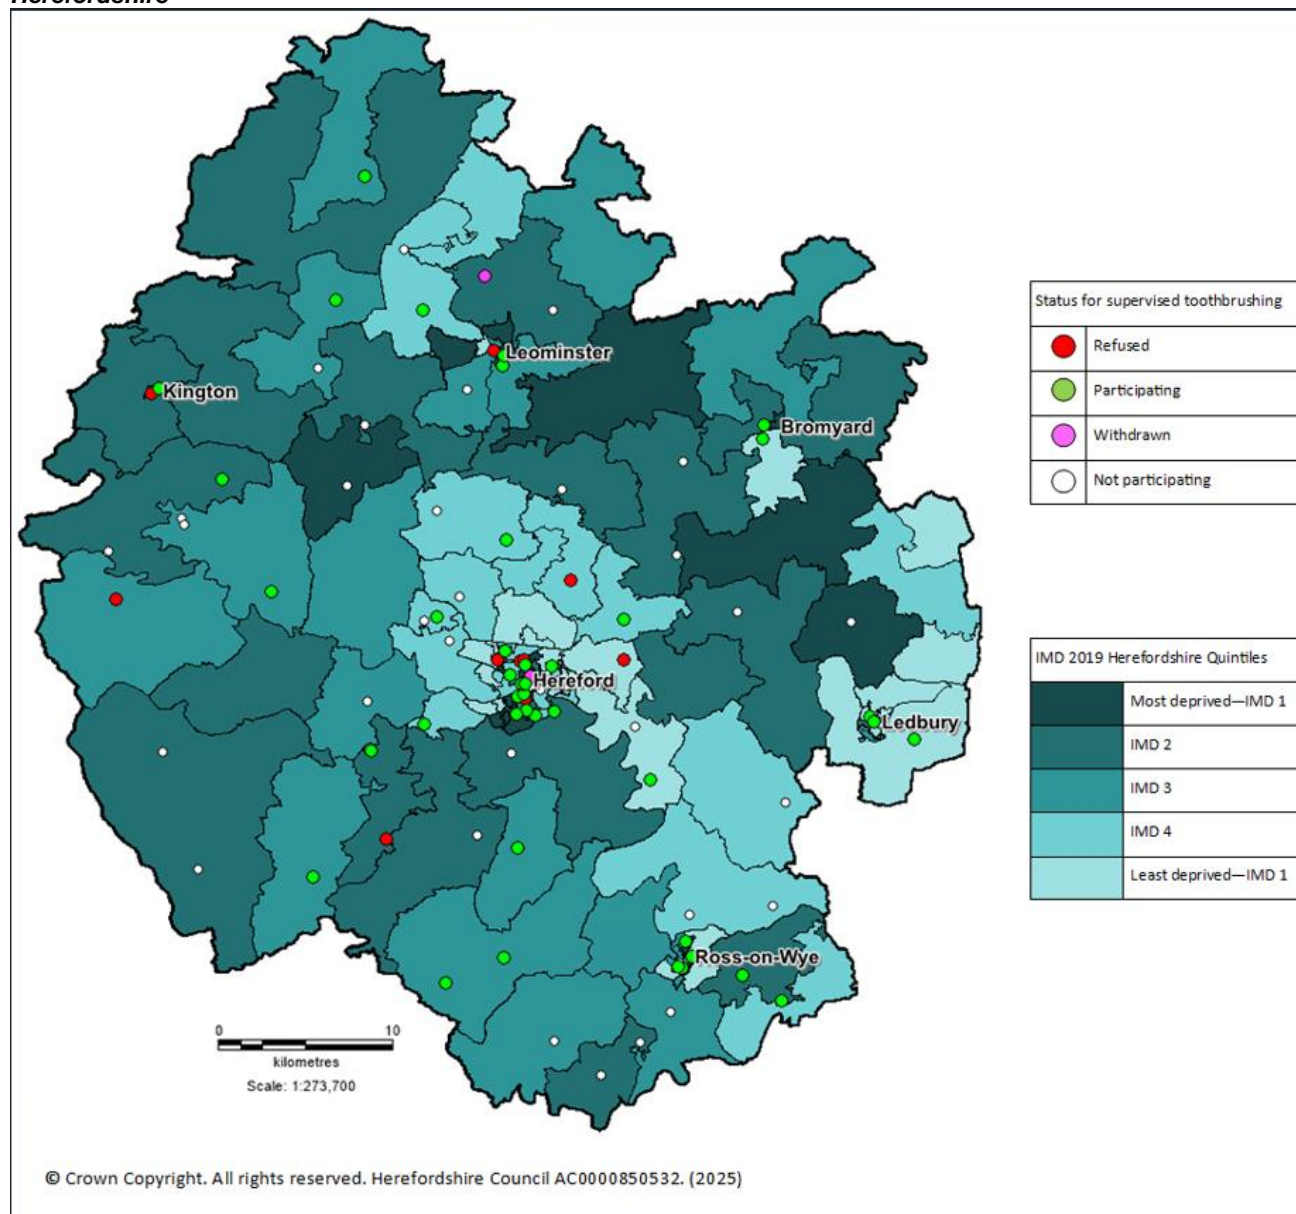 Herefordshire
Leominster
Kington
Bromyard
Hereford
Ledbury
Ross-on-Wye
Status for supervised toothbrushing
Refused
Participating
Withdrawn
Not participating
IMD 2019 Herefordshire Quintiles
Most deprived—IMD 1
IMD 2
IMD 3
IMD 4
Least deprived—IMD 1
0 10
kilometres
Scale: 1:273,700
© Crown Copyright. All rights reserved. Herefordshire Council AC0000850532. (2025)